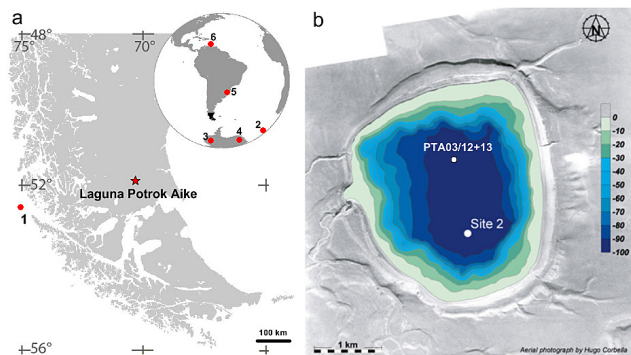 a
75°
48°
70°
6
5
2
3
4
52°
Laguna Potrok Aike
1
100 km
56°
b
N
0
-10
-20
-30
-40
-50
-60
-70
-80
-90
-100
PTA03/12+13
Site 2
1 km
Aerial photograph by Hugo Corbella